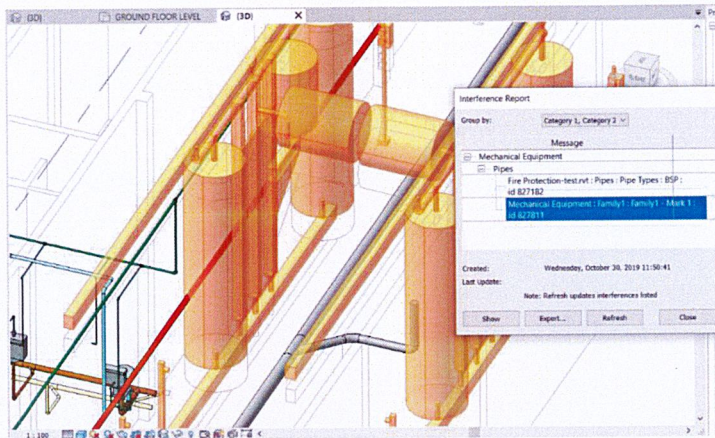 (3D)
GROUND FLOOR LEVEL
(3D)
Interference Report
Group by:
Category 1, Category 2
Message
Mechanical Equipment
Pipes
Fire Protection-test.rvt : Pipes : Pipe Types : BSP :
id 827182
Mechanical Equipment : Family1 : Family1 - Mark 1 :
id 827811
Created:
Wednesday, October 30, 2019 11:50:41
Last Update:
Note: Refresh updates interferences listed
Show
Export...
Refresh
Close
1 : 100